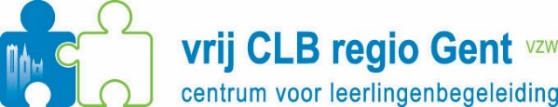 vrij CLB regio Gent vzw
centrum voor leerlingenbegeleiding